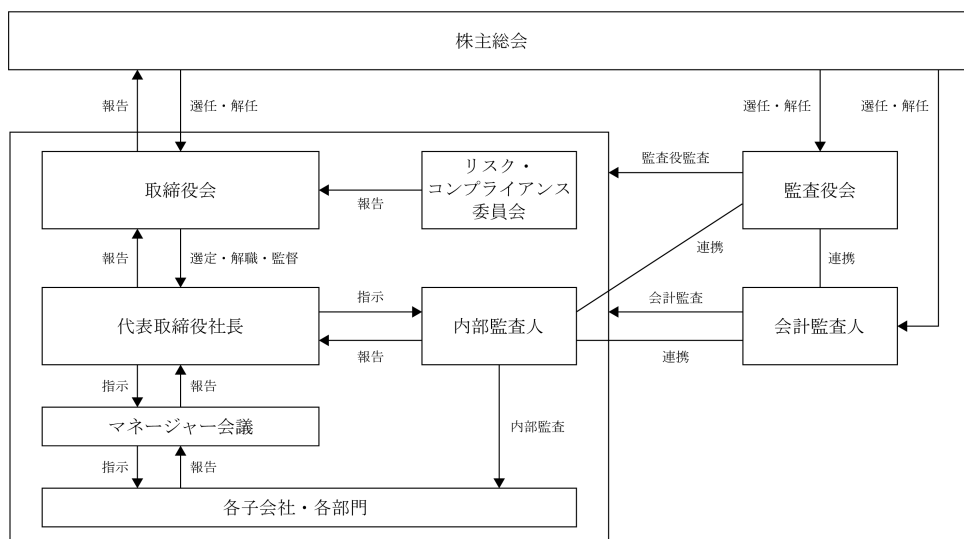 株主総会
報告
選任・解任
選任・解任
選任・解任
取締役会
報告
リスク・
コンプライアンス
委員会
監査役監査
監査役会
報告
選定・解職・監督
連携
連携
代表取締役社長
指示
報告
内部監査人
会計監査
連携
会計監査人
指示
報告
マネージャー会議
内部監査
指示
報告
各子会社・各部門